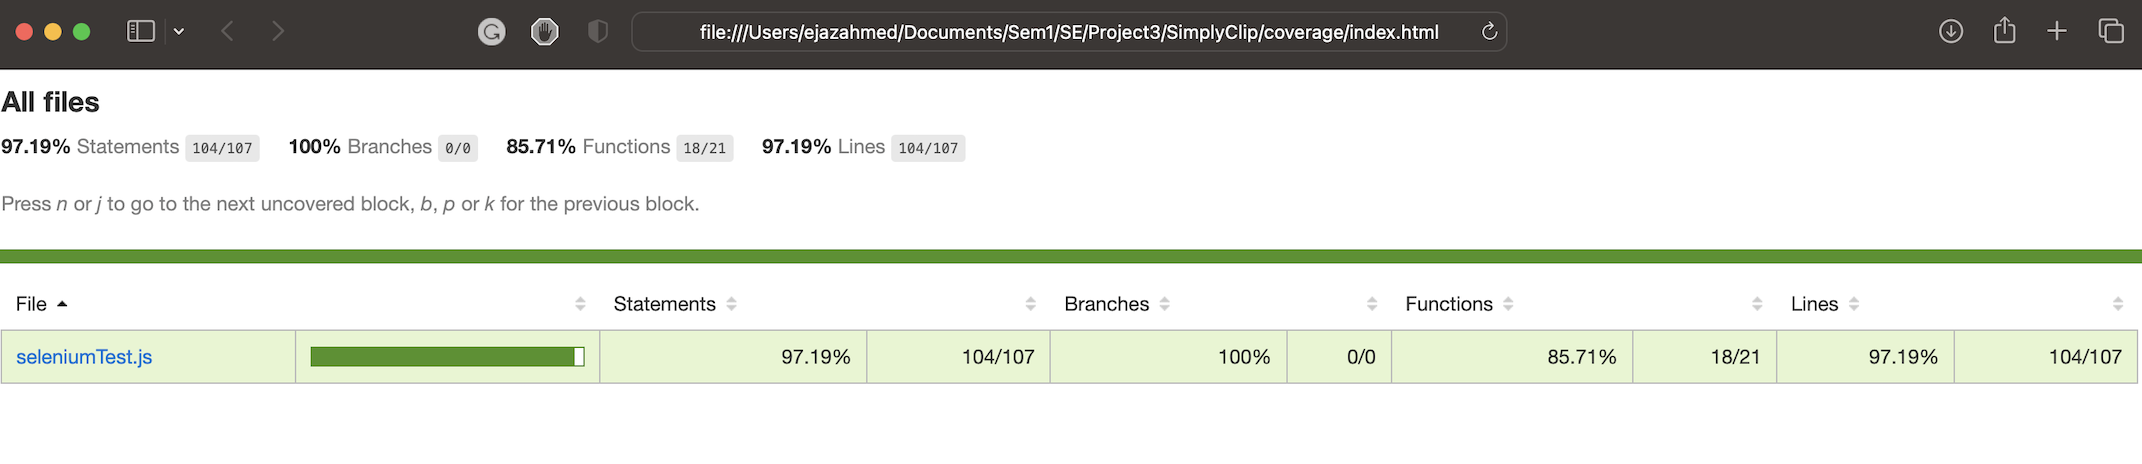 file:///Users/ejazahmed/Documents/Sem1/SE/Project3/SimplyClip/coverage/index.html
All files
97.19% Statements 104/107 100% Branches 0/0 85.71% Functions 18/21 97.19% Lines 104/107
Press n or j to go to the next uncovered block, b, p or k for the previous block.
File Statements Branches Functions Lines
seleniumTest.js 97.19% 104/107 100% 0/0 85.71% 18/21 97.19% 104/107